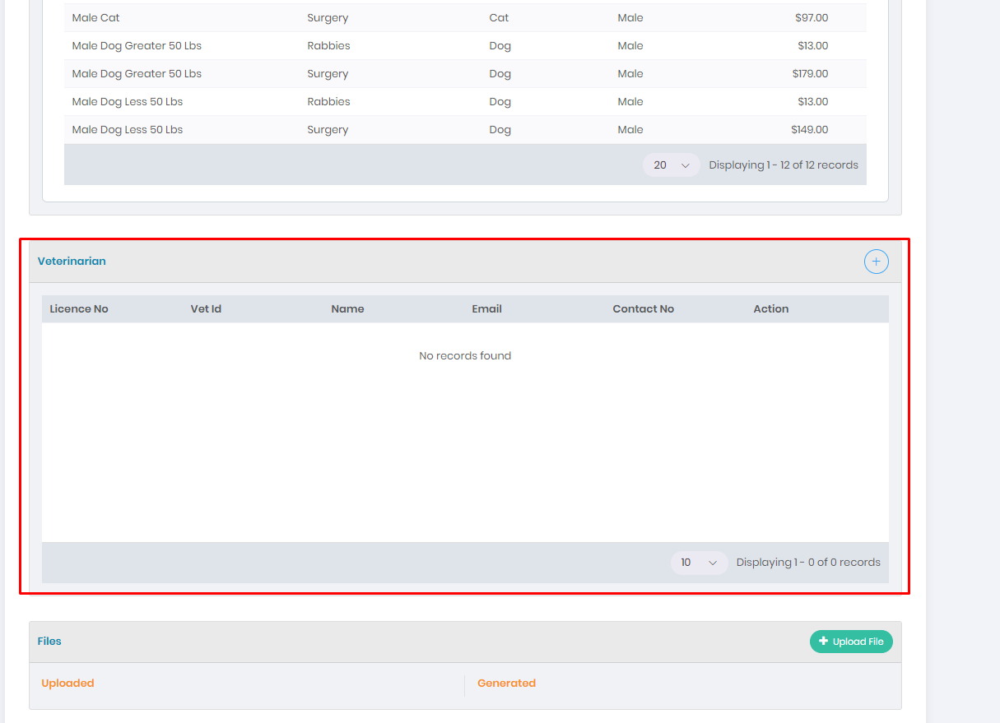 Male Cat Surgery Cat Male $97.00
Male Dog Greater 50 Lbs Rabbies Dog Male $13.00
Male Dog Greater 50 Lbs Surgery Dog Male $179.00
Male Dog Less 50 Lbs Rabbies Dog Male $13.00
Male Dog Less 50 Lbs Surgery Dog Male $149.00
20 Displaying 1 - 12 of 12 records
Veterinarian
Licence No Vet Id Name Email Contact No Action
No records found
10 Displaying 1 - 0 of 0 records
Files + Upload File
Uploaded Generated